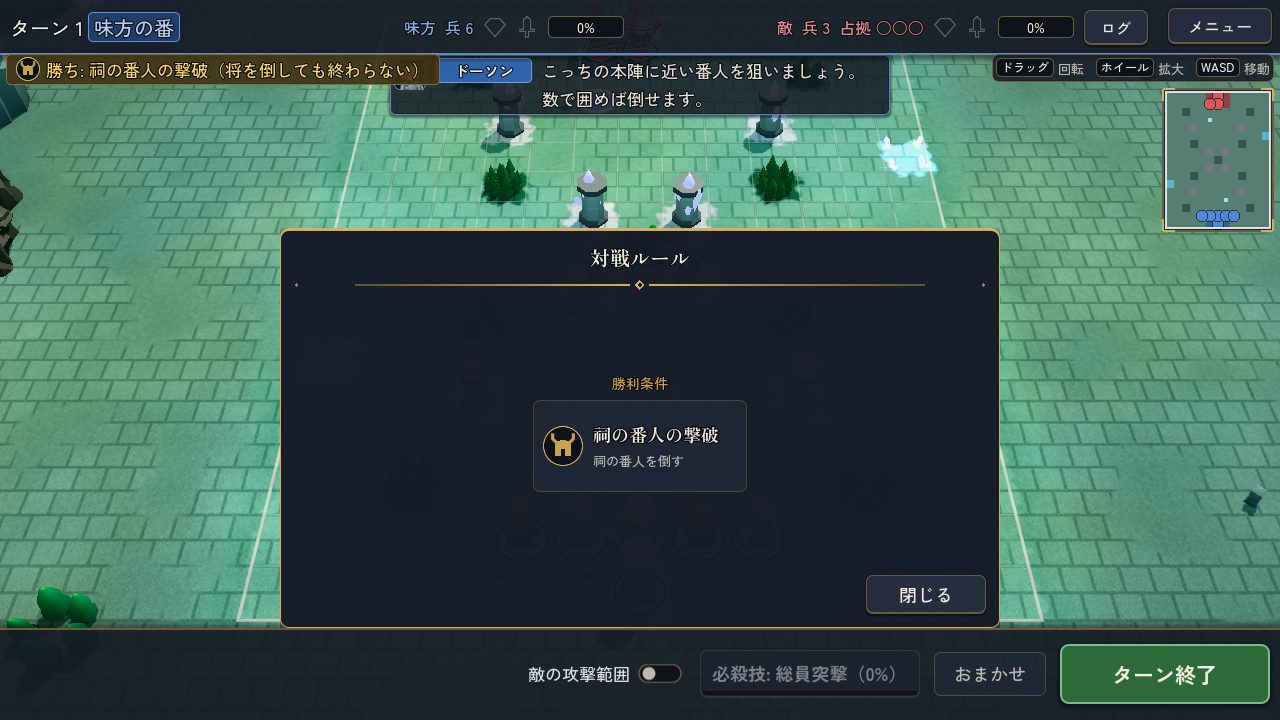 ターン 1 味方の番
味方 兵 6 0%
敵 兵 3 占拠 〇〇〇 0%
ログ
メニュー
勝ち: 祠の番人の撃破（将を倒しても終わらない）
ドーソン
こっちの本陣に近い番人を狙いましょう。
数で囲めば倒せます。
ドラッグ 回転 ホイール 拡大 WASD 移動
対戦ルール
勝利条件
祠の番人の撃破
祠の番人を倒す
閉じる
敵の攻撃範囲
必殺技: 総員突撃（0%）
おまかせ
ターン終了